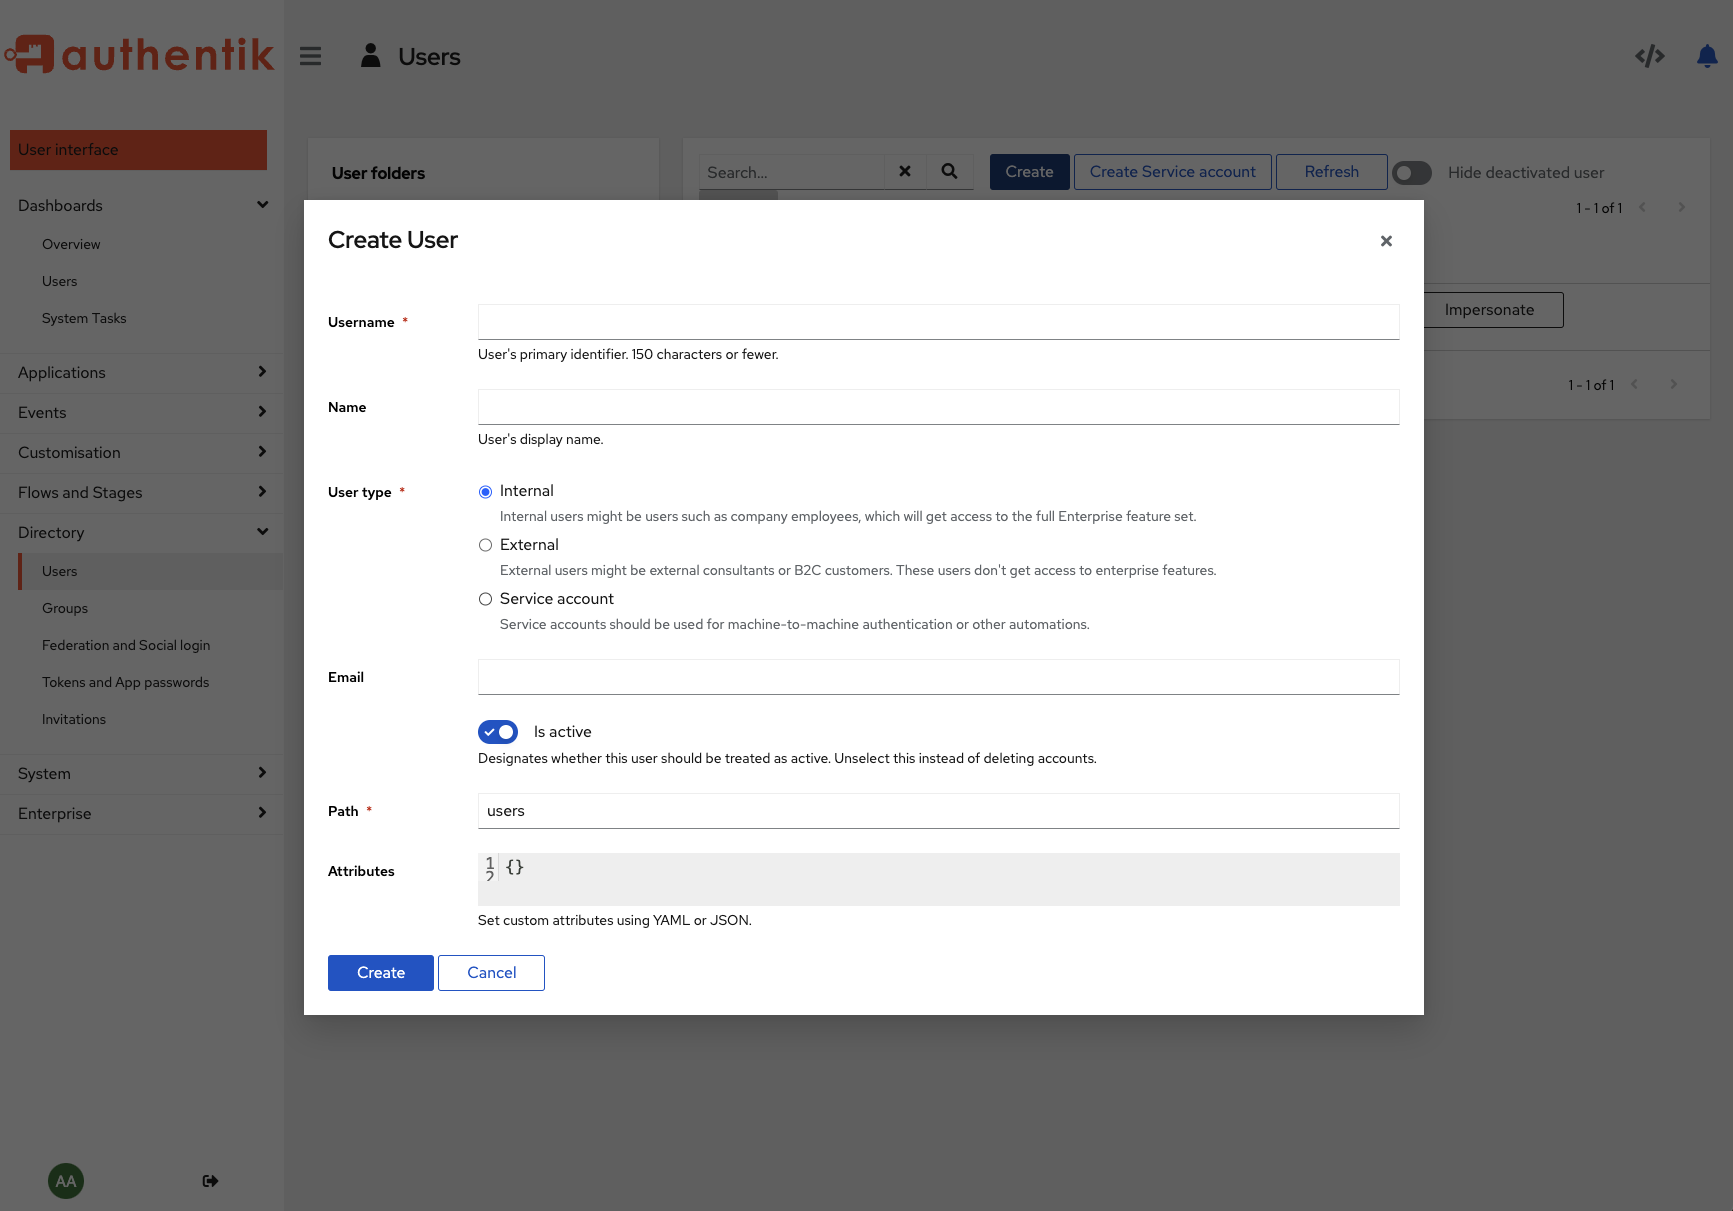 authentik
Users
User interface
Dashboards
Overview
Users
System Tasks
Applications
Events
Customisation
Flows and Stages
Directory
Users
Groups
Federation and Social login
Tokens and App passwords
Invitations
System
Enterprise
AA
User folders
Search...
Create
Create Service account
Refresh
Hide deactivated user
1 - 1 of 1
Impersonate
1 - 1 of 1
Create User
Username *
User's primary identifier. 150 characters or fewer.
Name
User's display name.
User type *
Internal
Internal users might be users such as company employees, which will get access to the full Enterprise feature set.
External
External users might be external consultants or B2C customers. These users don't get access to enterprise features.
Service account
Service accounts should be used for machine-to-machine authentication or other automations.
Email
Is active
Designates whether this user should be treated as active. Unselect this instead of deleting accounts.
Path *
users
Attributes
1 {}
2
Set custom attributes using YAML or JSON.
Create
Cancel